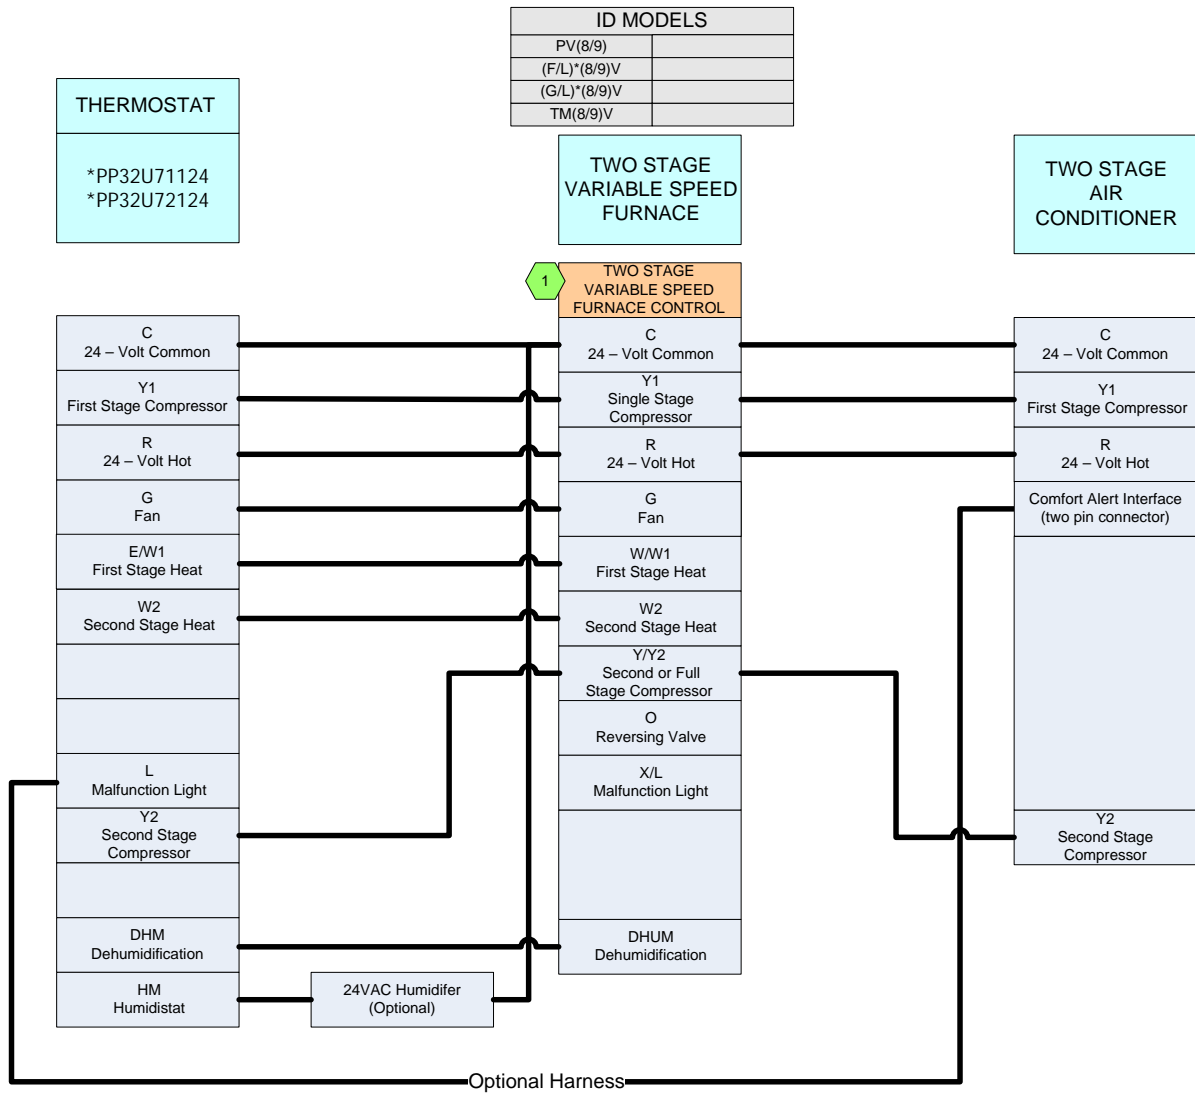 ID MODELS
PV(8/9)
(F/L)*(8/9)V
(G/L)*(8/9)V
TM(8/9)V
THERMOSTAT
*PP32U71124
*PP32U72124
TWO STAGE
VARIABLE SPEED
FURNACE
TWO STAGE
AIR
CONDITIONER
1
TWO STAGE
VARIABLE SPEED
FURNACE CONTROL
C
24 – Volt Common
Y1
First Stage Compressor
R
24 – Volt Hot
G
Fan
E/W1
First Stage Heat
W2
Second Stage Heat
L
Malfunction Light
Y2
Second Stage
Compressor
DHM
Dehumidification
HM
Humidistat
24VAC Humidifer
(Optional)
C
24 – Volt Common
Y1
Single Stage
Compressor
R
24 – Volt Hot
G
Fan
W/W1
First Stage Heat
W2
Second Stage Heat
Y/Y2
Second or Full
Stage Compressor
O
Reversing Valve
X/L
Malfunction Light
DHUM
Dehumidification
C
24 – Volt Common
Y1
First Stage Compressor
R
24 – Volt Hot
Comfort Alert Interface
(two pin connector)
Y2
Second Stage
Compressor
Optional Harness